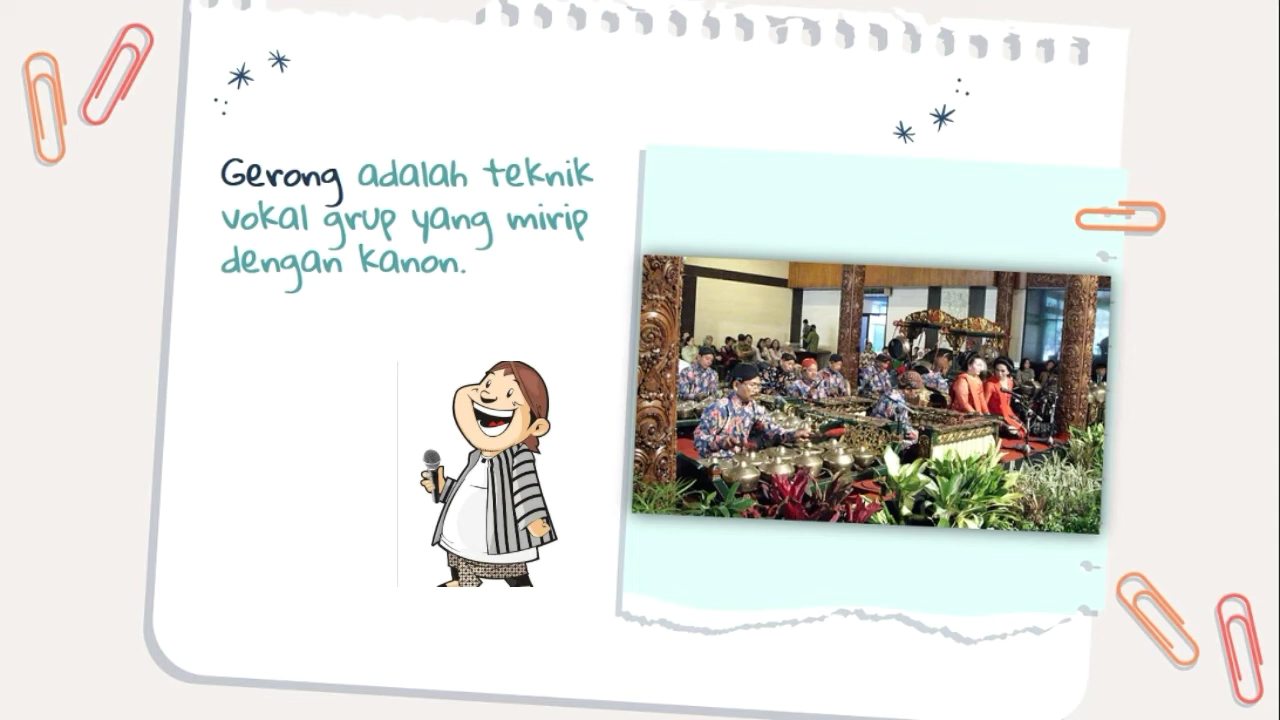 Gerong adalah teknik
vokal grup yang mirip
dengan kanon.